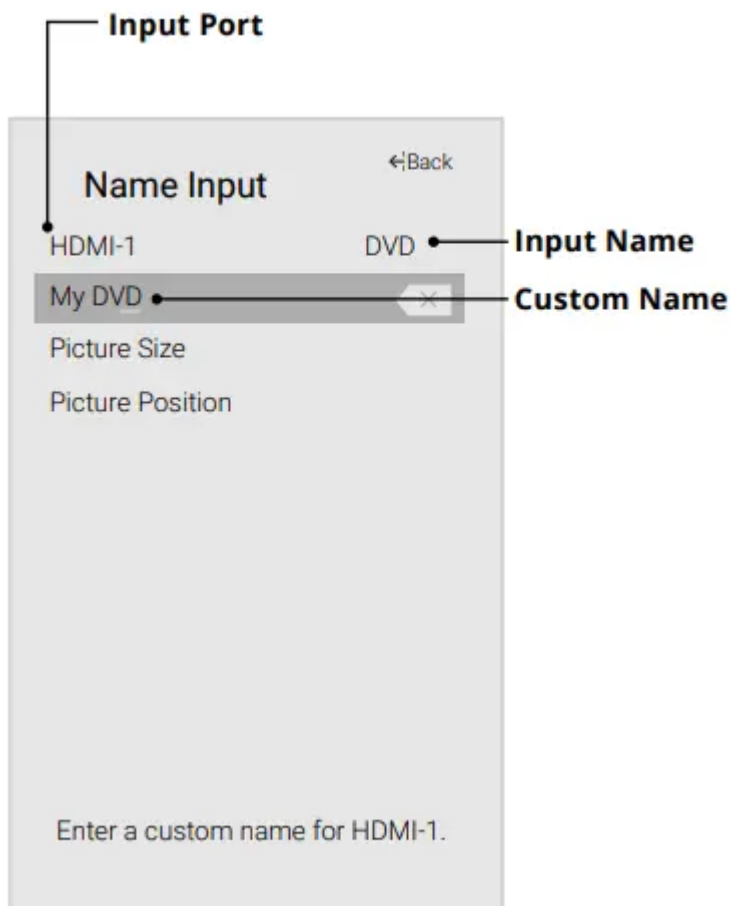 Input Port
Back
Name Input
HDMI-1 DVD Input Name
My DVD Custom Name
Picture Size
Picture Position
Enter a custom name for HDMI-1.